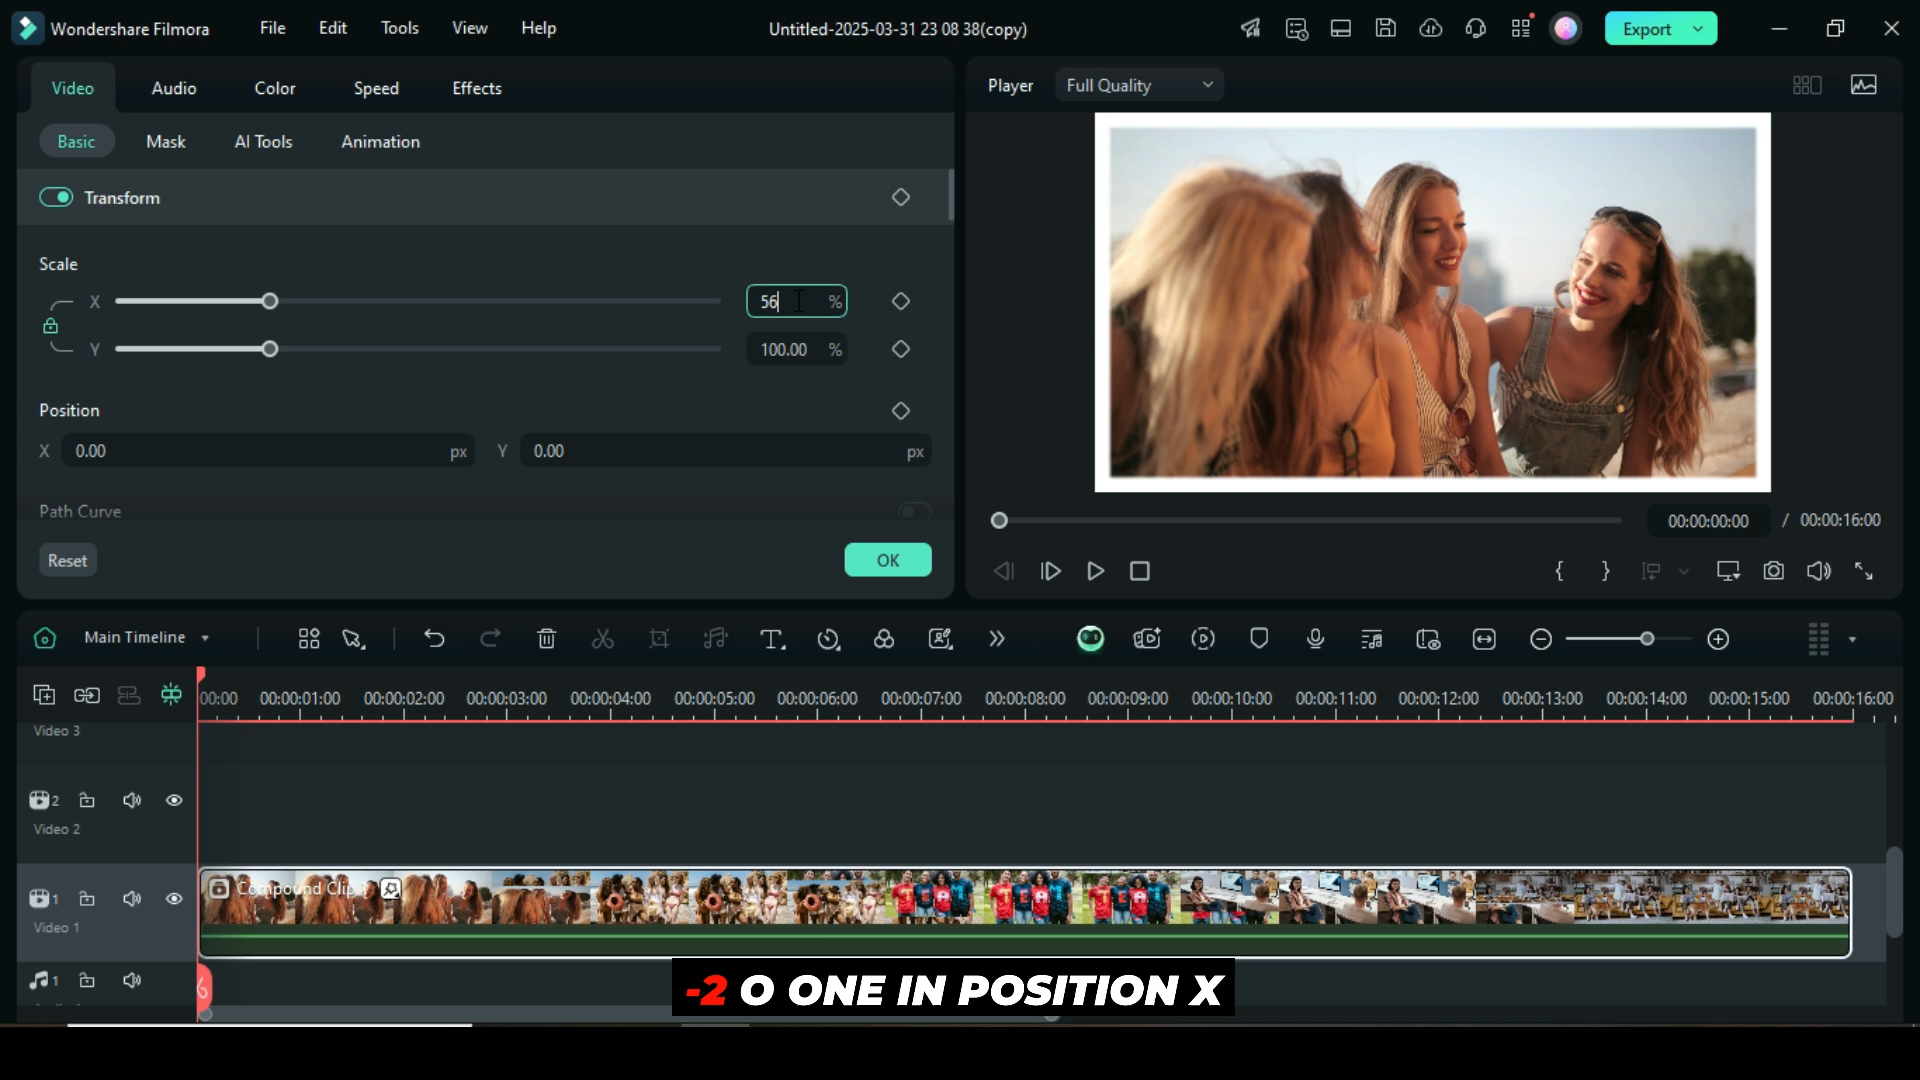 Wondershare Filmora
File
Edit
Tools
View
Help
Untitled-2025-03-31 23 08 38(copy)
Export
Video
Audio
Color
Speed
Effects
Player
Full Quality
Basic
Mask
AI Tools
Animation
Transform
Scale
X
56
%
Y
100.00
%
Position
X
0.00
px
Y
0.00
px
Path Curve
Reset
OK
00:00:00:00
/
00:00:16:00
{
}
Main Timeline
00:00
00:00:01:00
00:00:02:00
00:00:03:00
00:00:04:00
00:00:05:00
00:00:06:00
00:00:07:00
00:00:08:00
00:00:09:00
00:00:10:00
00:00:11:00
00:00:12:00
00:00:13:00
00:00:14:00
00:00:15:00
00:00:16:00
Video 3
2
Video 2
1
Video 1
Compound Clip
1
-2 O ONE IN POSITION X